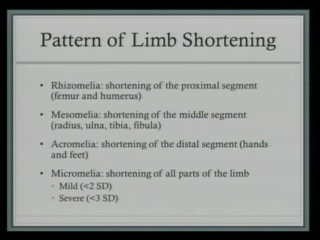 Pattern of Limb Shortening
• Rhizomelia: shortening of the proximal segment
(femur and humerus)
• Mesomelia: shortening of the middle segment
(radius, ulna, tibia, fibula)
• Acromelia: shortening of the distal segment (hands
and feet)
• Micromelia: shortening of all parts of the limb
◦ Mild (<2 SD)
◦ Severe (<3 SD)